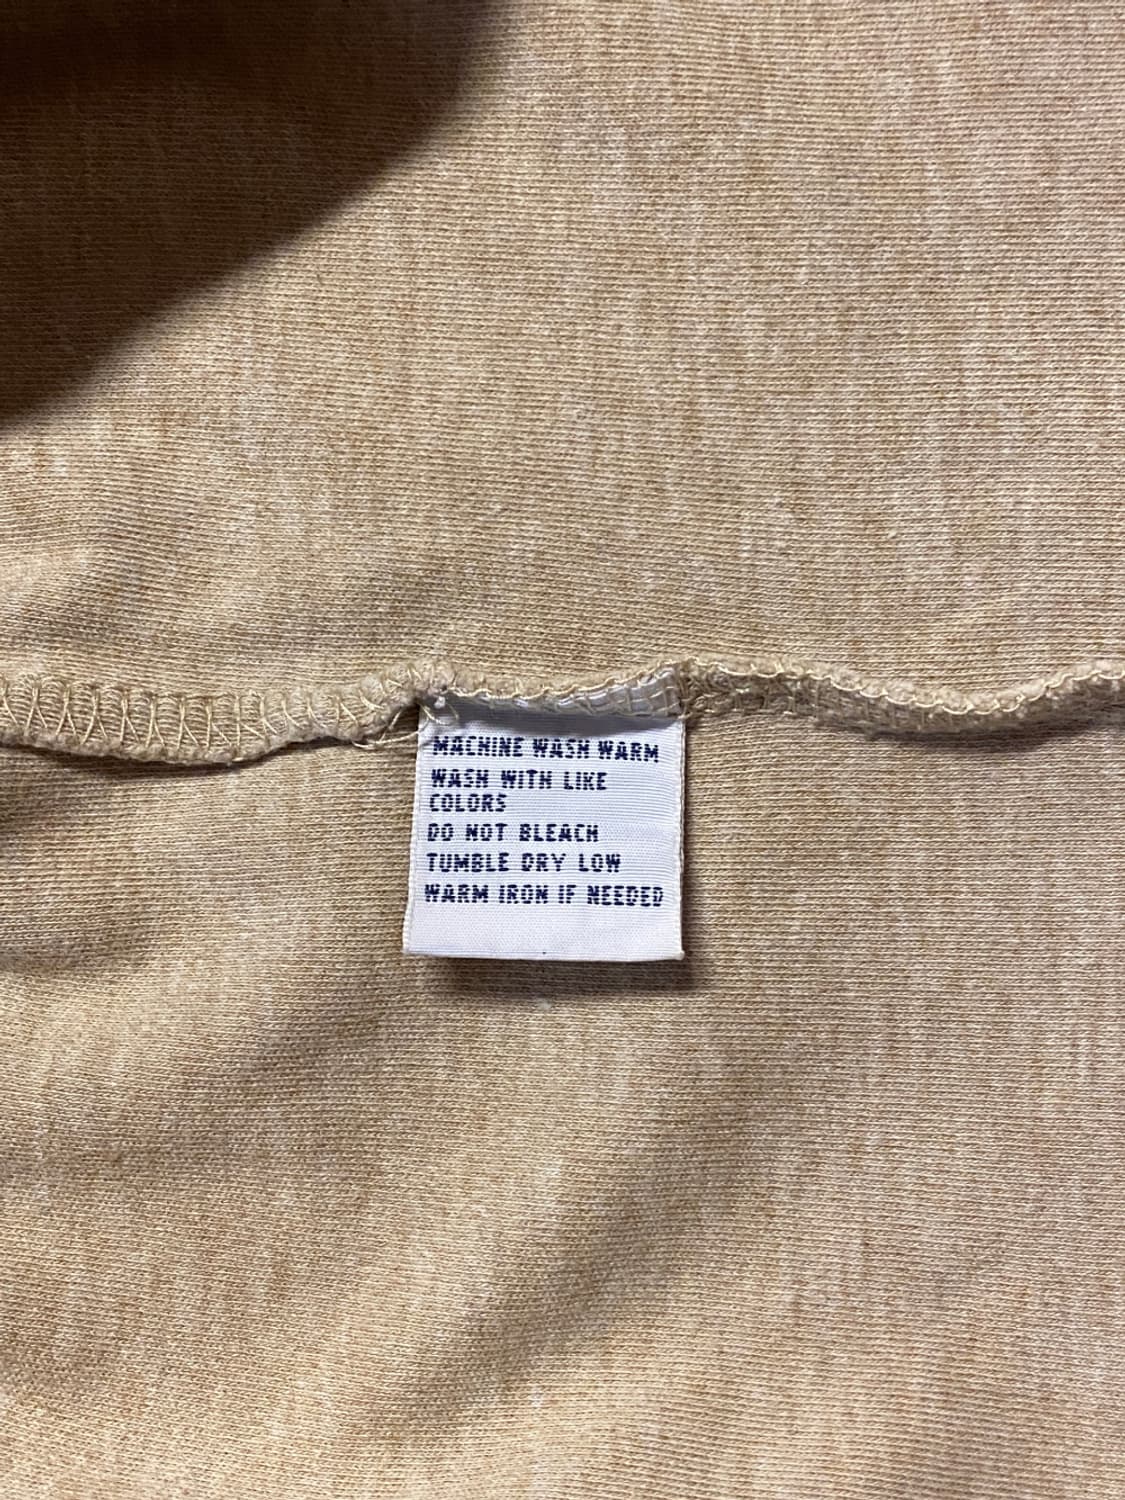 MACHINE WASH WARM
WASH WITH LIKE
COLORS
DO NOT BLEACH
TUMBLE DRY LOW
WARM IRON IF NEEDED